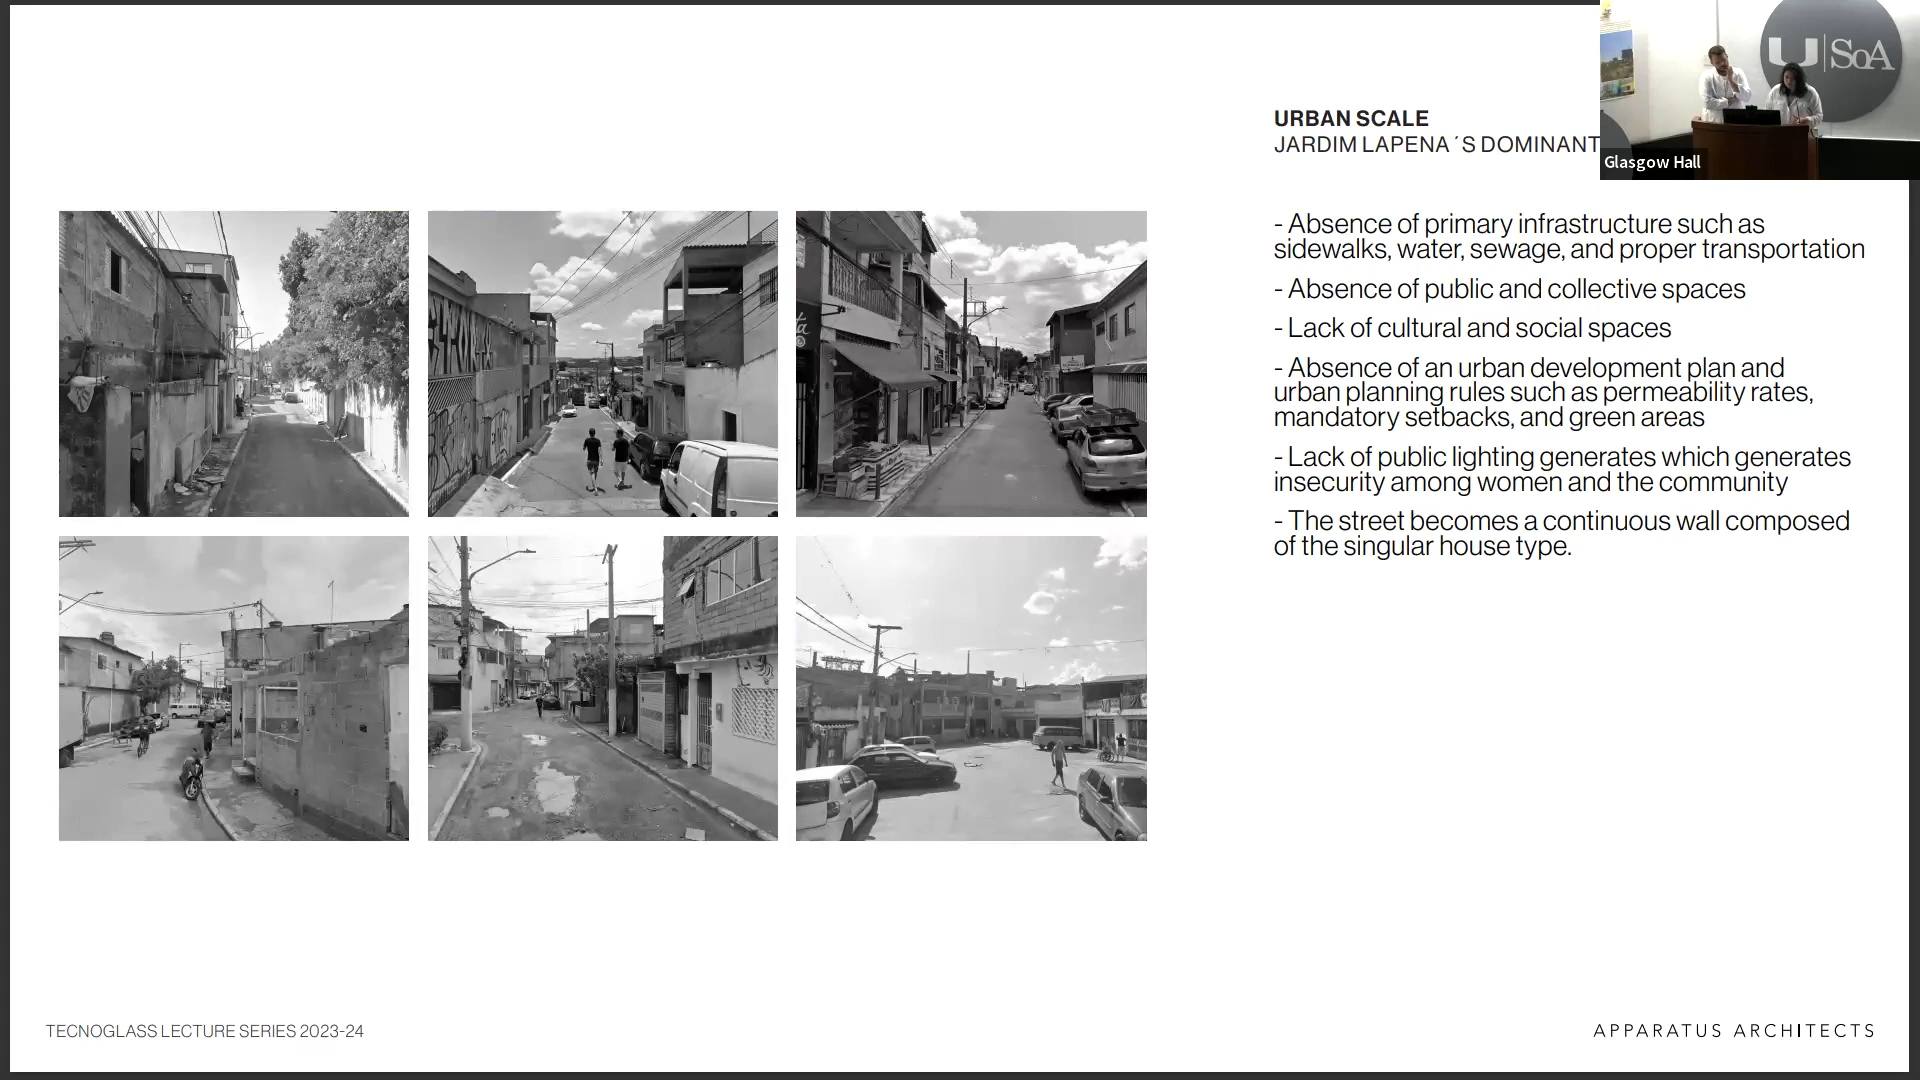 URBAN SCALE
JARDIM LAPENA´S DOMINANT
U|SoA
Glasgow Hall
- Absence of primary infrastructure such as
sidewalks, water, sewage, and proper transportation
- Absence of public and collective spaces
- Lack of cultural and social spaces
- Absence of an urban development plan and
urban planning rules such as permeability rates,
mandatory setbacks, and green areas
- Lack of public lighting generates which generates
insecurity among women and the community
- The street becomes a continuous wall composed
of the singular house type.
TECNOGLASS LECTURE SERIES 2023-24
APPARATUS ARCHITECTS